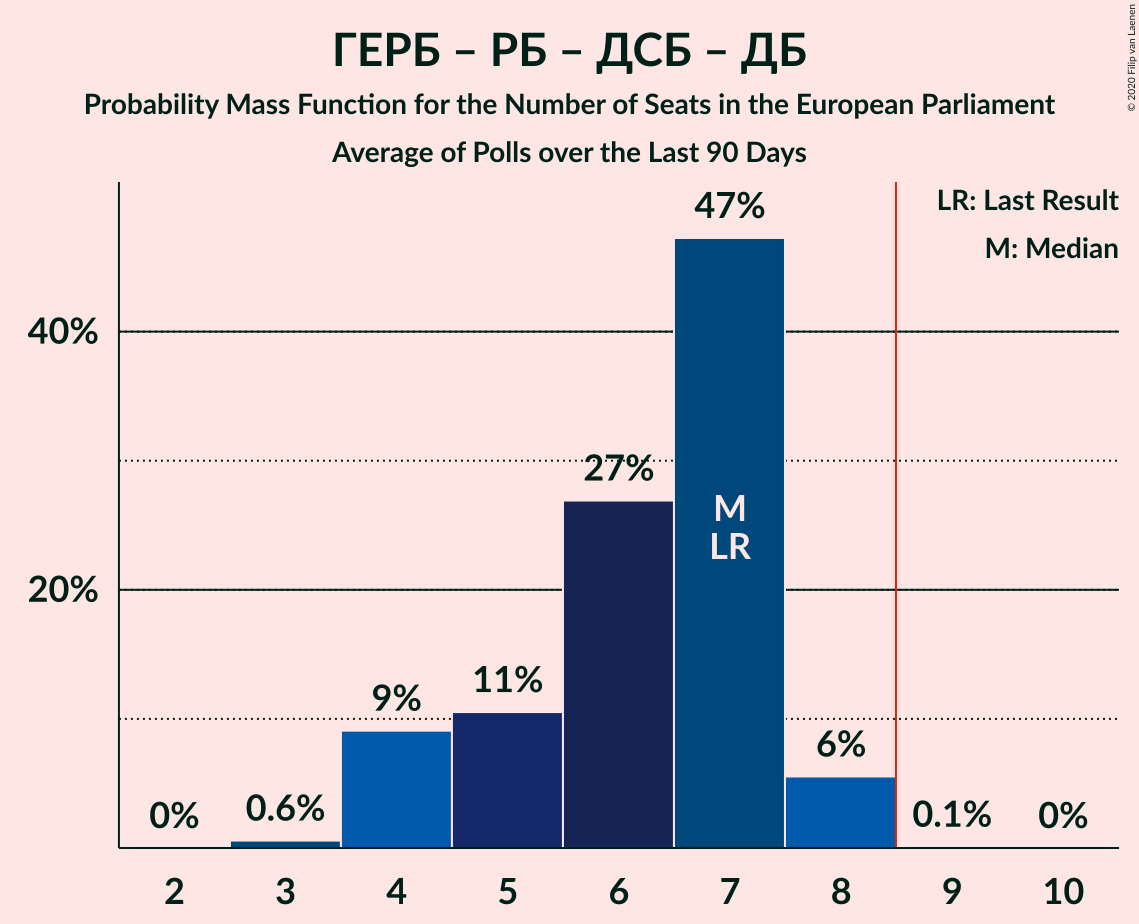 ГЕРБ – РБ – ДСБ – ДБ
Probability Mass Function for the Number of Seats in the European Parliament
Average of Polls over the Last 90 Days
© 2020 Filip van Laenen
LR: Last Result
M: Median
40%
20%
0%
0.6%
9%
11%
27%
47%
6%
0.1%
0%
M
LR
2 3 4 5 6 7 8 9 10